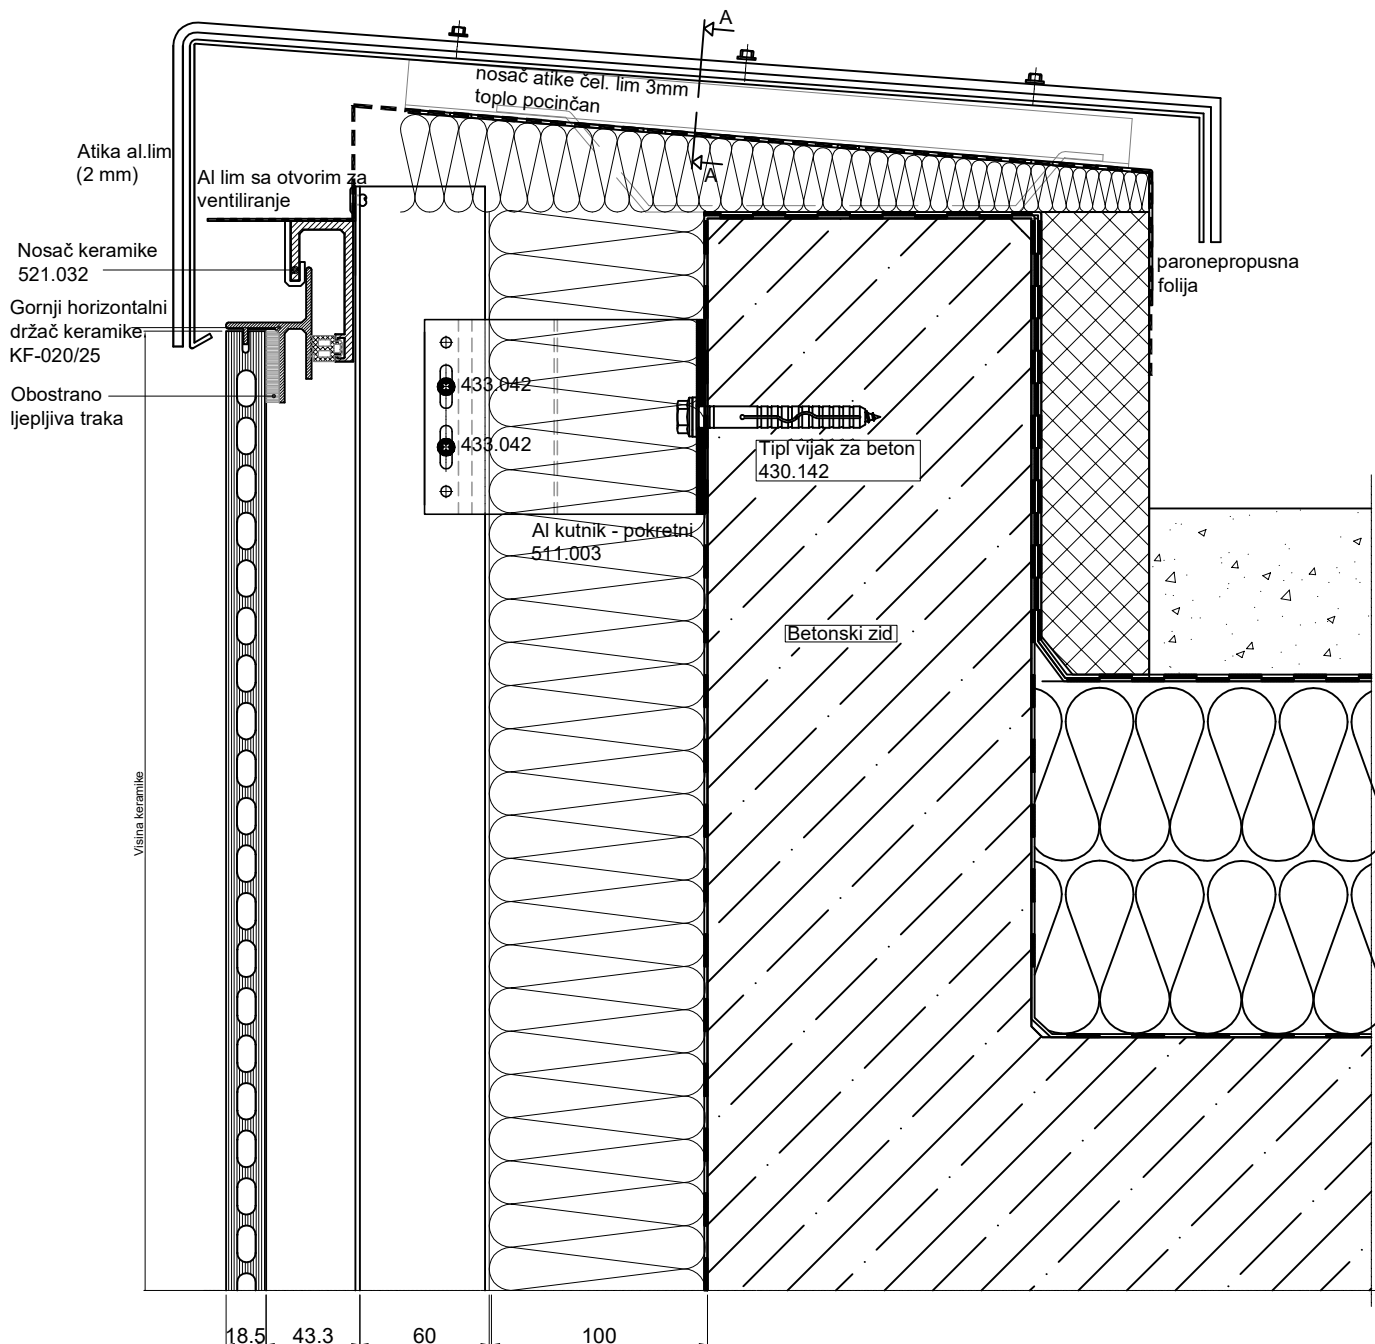 A
nosač atike čel. lim 3mm
toplo pocinčan
Atika al.lim
(2 mm)
Al lim sa otvorim za
ventiliranje
A
Nosač keramike
521.032
paronepropusna
folija
Gornji horizontalni
držač keramike
KF-020/25
Obostrano
ljepljiva traka
433.042
433.042
Tipl vijak za beton
430.142
Al kutnik - pokretni
511.003
Betonski zid
Visina keramike
18.5
43.3
60
100